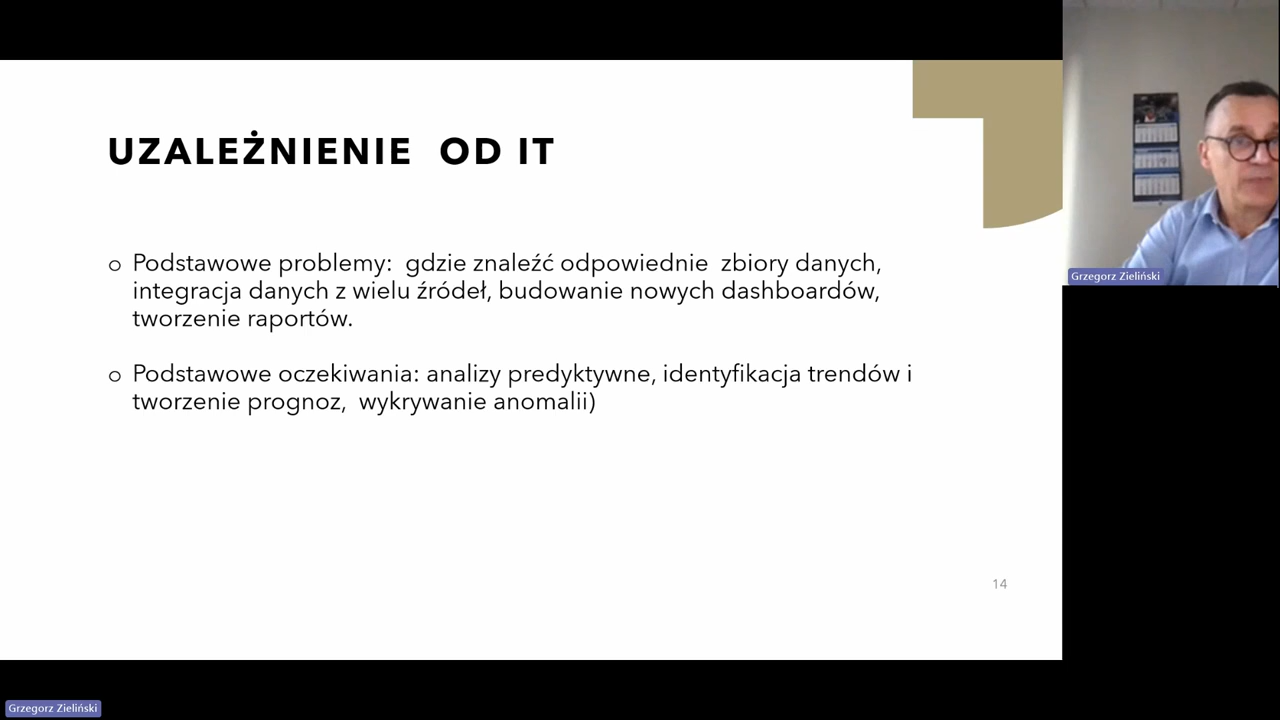 UZALEŻNIENIE OD IT
o Podstawowe problemy: gdzie znaleźć odpowiednie zbiory danych,
integracja danych z wielu źródeł, budowanie nowych dashboardów,
tworzenie raportów.
o Podstawowe oczekiwania: analizy predyktywne, identyfikacja trendów i
tworzenie prognoz, wykrywanie anomalii)
14
Grzegorz Zieliński
Grzegorz Zieliński